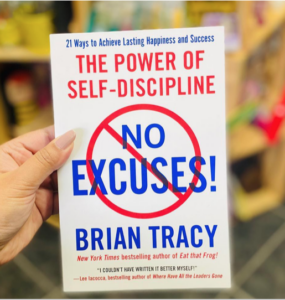 21 Ways to Achieve Lasting Happiness and Success
THE POWER OF
SELF-DISCIPLINE
NO
EXCUSES!
BRIAN TRACY
New York Times bestselling author of Eat that Frog!
"I COULDN'T HAVE WRITTEN IT BETTER MYSELF!"
—Lee Iacocca, bestselling author of Where Have All the Leaders Gone